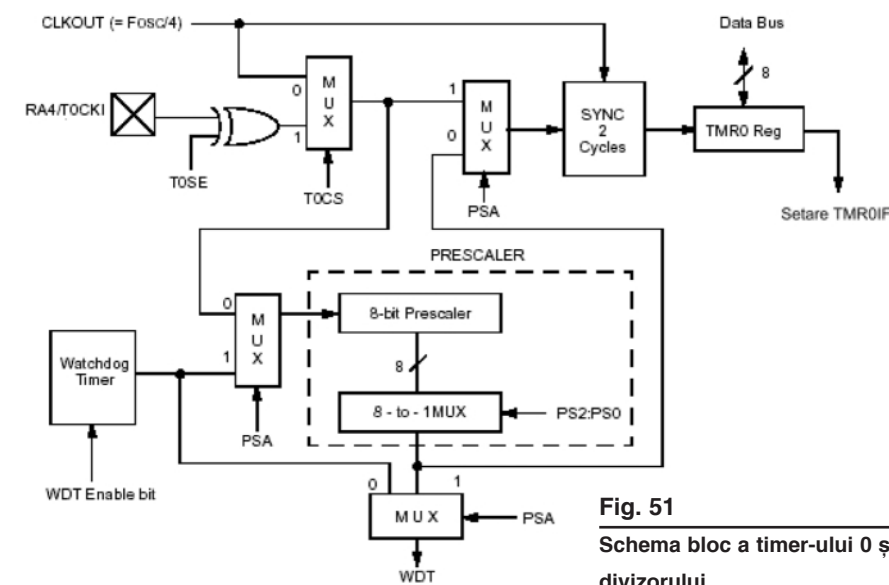 CLKOUT (= Fosc/4)
Data Bus
8
0
M
U
X
1
RA4/T0CKI
T0SE
T0CS
1
M
U
X
0
PSA
SYNC
2
Cycles
TMR0 Reg
Setare TMR0IF
PRESCALER
0
M
U
X
1
8-bit Prescaler
Watchdog
Timer
8
8 - to - 1MUX
PS2:PS0
PSA
WDT Enable bit
0
1
M U X
PSA
WDT
Fig. 51
Schema bloc a timer-ului 0 ș
divizorului